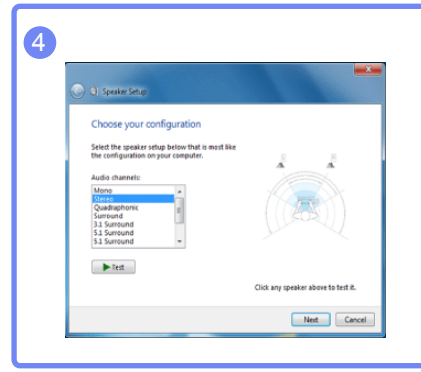 4
Speaker Setup
Choose your configuration
Select the speaker setup below that is most like
the configuration on your computer.
Audio channels:
Mono
Stereo
Quadraphonic
Surround
3.1 Surround
5.1 Surround
5.1 Surround
Test
Click any speaker above to test it.
Next
Cancel